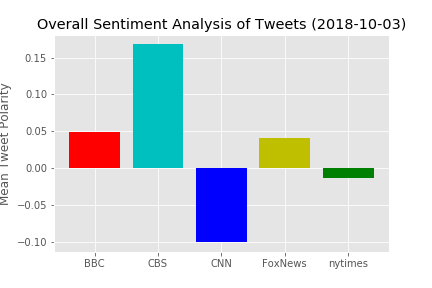 Overall Sentiment Analysis of Tweets (2018-10-03)
Mean Tweet Polarity
0.15
0.10
0.05
0.00
−0.05
−0.10
BBC CBS CNN FoxNews nytimes